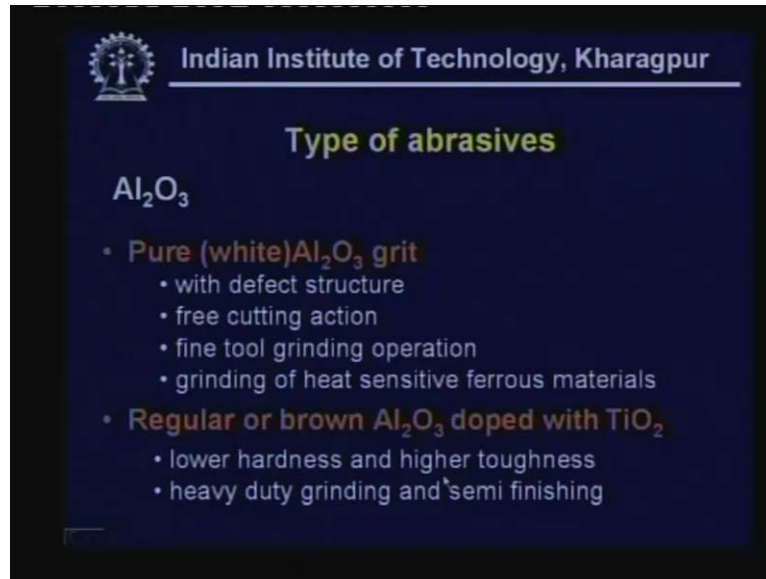 Indian Institute of Technology, Kharagpur
Type of abrasives
Al₂O₃
• Pure (white)Al₂O₃ grit
• with defect structure
• free cutting action
• fine tool grinding operation
• grinding of heat sensitive ferrous materials
• Regular or brown Al₂O₃ doped with TiO₂
• lower hardness and higher toughness
• heavy duty grinding and semi finishing